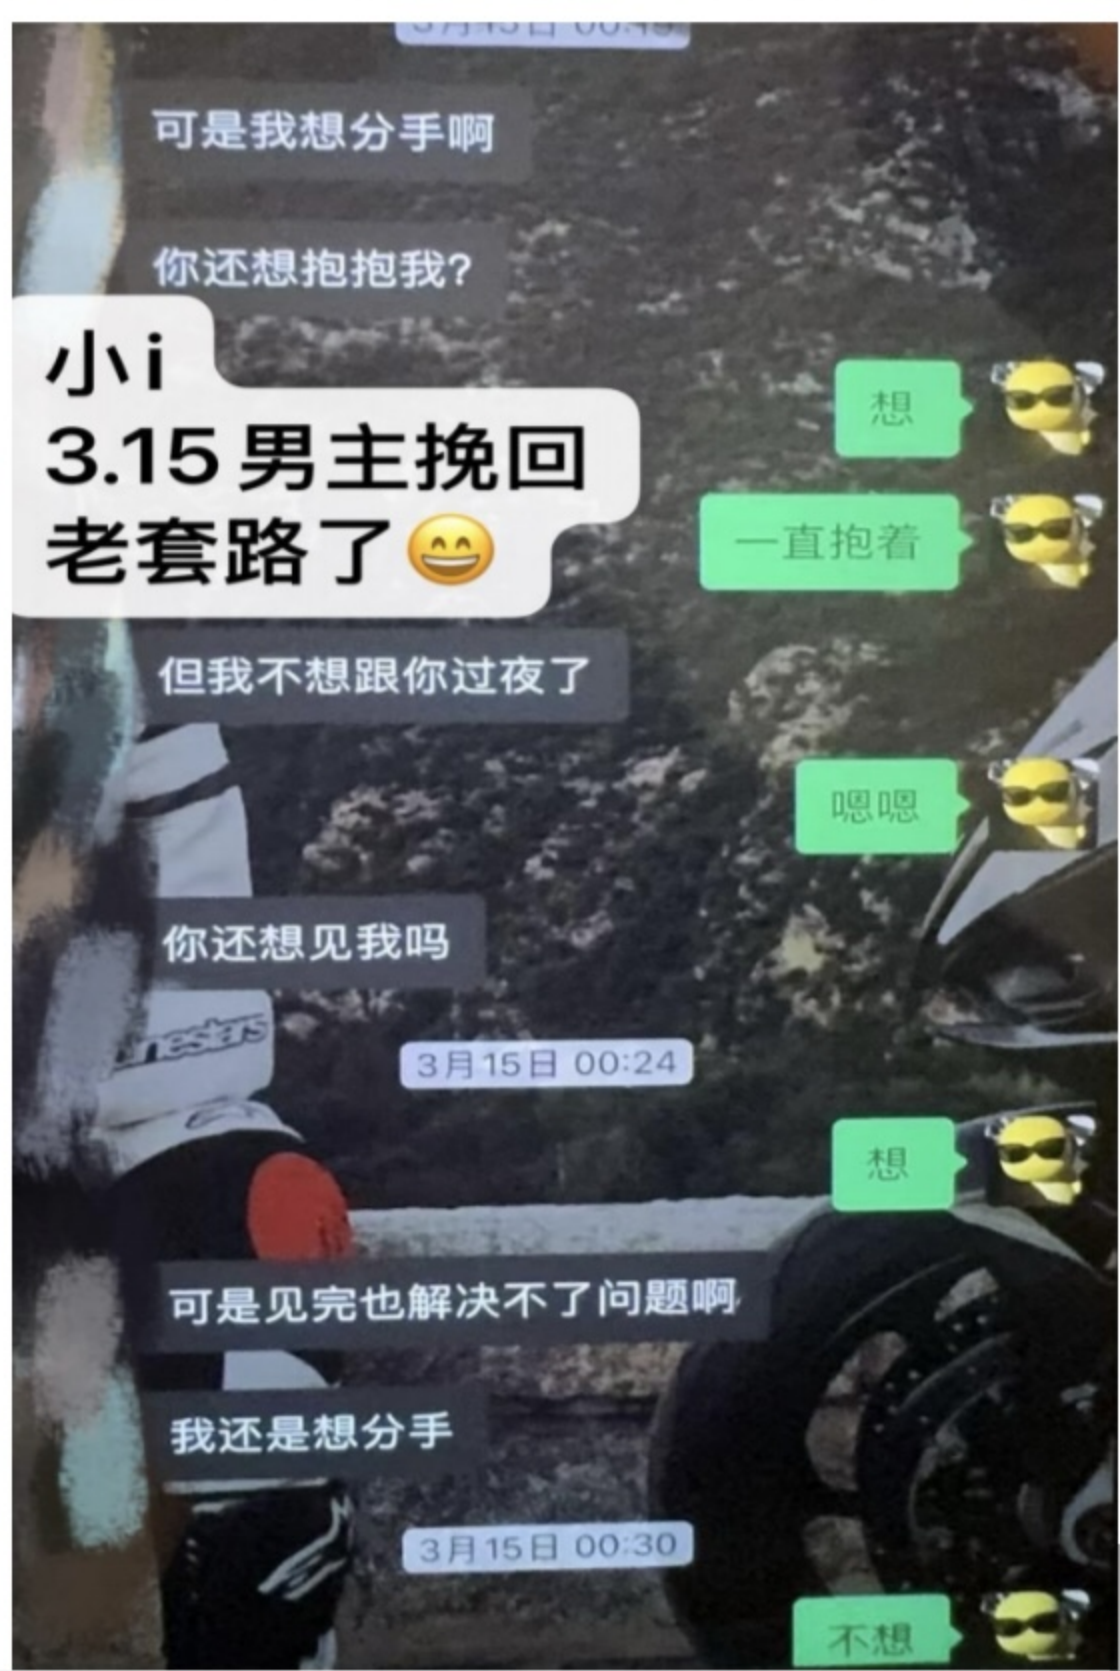 可是我想分手啊
你还想抱抱我?
小i
3.15男主挽回
老套路了😄
想
一直抱着
但我不想跟你过夜了
嗯嗯
你还想见我吗
3月15日 00:24
想
可是见完也解决不了问题啊
我还是想分手
3月15日 00:30
不想